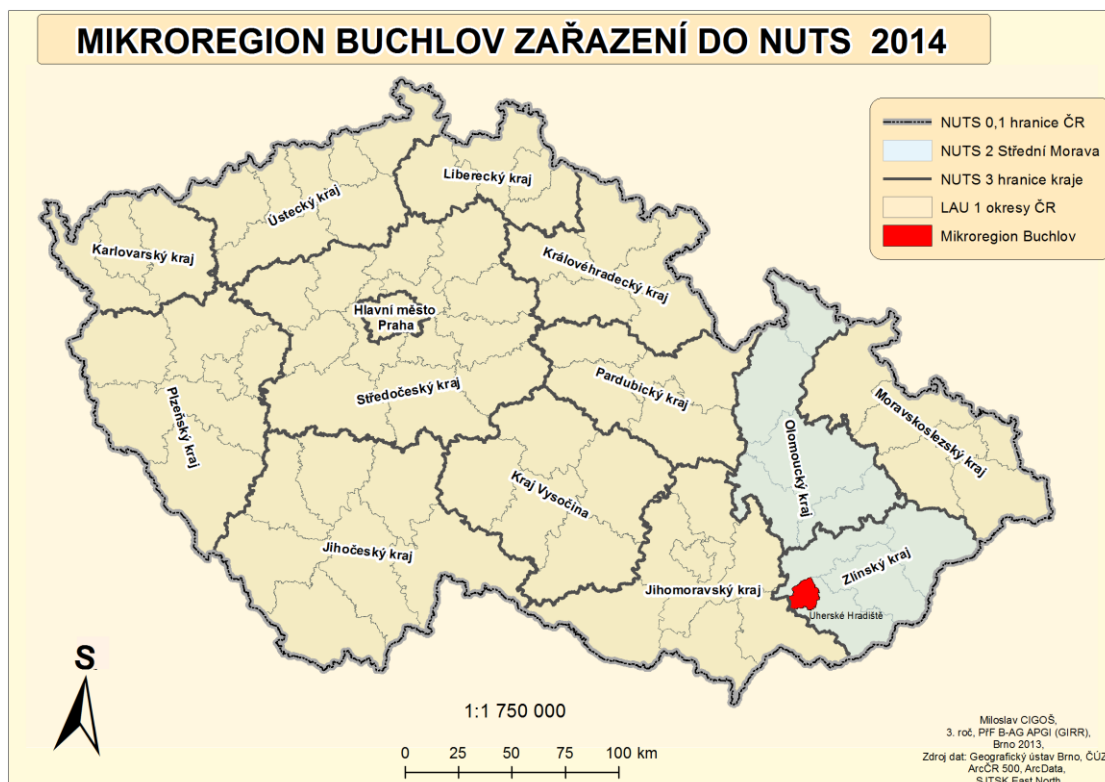 MIKROREGION BUCHLOV ZAŘAZENÍ DO NUTS 2014
NUTS 0,1 hranice ČR
NUTS 2 Střední Morava
NUTS 3 hranice kraje
LAU 1 okresy ČR
Mikroregion Buchlov
Liberecký kraj
Ústecký kraj
Karlovarský kraj
Královéhradecký kraj
Hlavní město
Praha
Středočeský kraj
Pardubický kraj
Plzeňský kraj
Moravskoslezský kraj
Olomoucký kraj
Kraj Vysočina
Jihočeský kraj
Zlínský kraj
Jihomoravský kraj
Uherské Hradiště
S
1:1 750 000
0 25 50 75 100 km
Miloslav CIGOŠ,
3. roč, PřF B-AG APGI (GIRR),
Brno 2013,
Zdroj dat: Geografický ústav Brno, ČÚZ
ArcČR 500, ArcData,
SJTSK East North